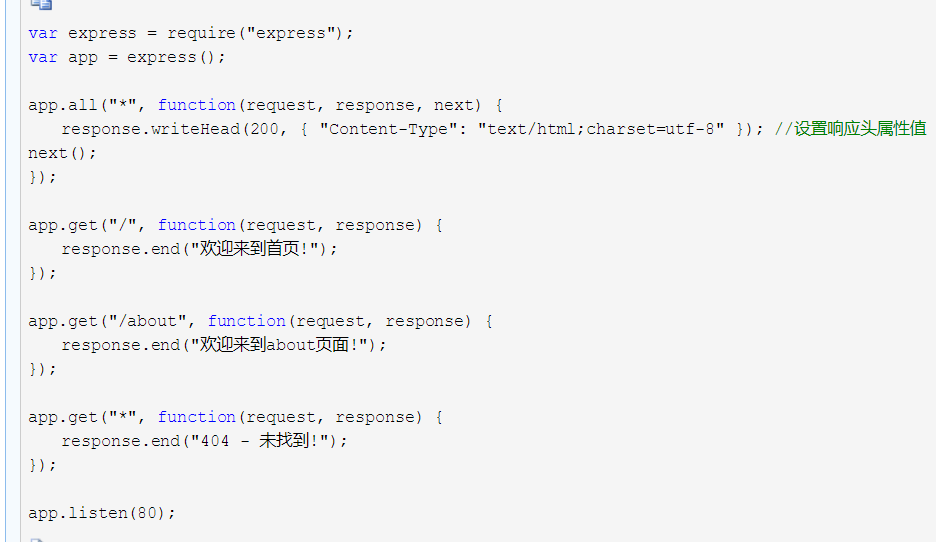 var express = require("express");
var app = express();
app.all("*", function(request, response, next) {
response.writeHead(200, { "Content-Type": "text/html;charset=utf-8" }); //设置响应头属性值
next();
});
app.get("/", function(request, response) {
response.end("欢迎来到首页!");
});
app.get("/about", function(request, response) {
response.end("欢迎来到about页面!");
});
app.get("*", function(request, response) {
response.end("404 - 未找到!");
});
app.listen(80);